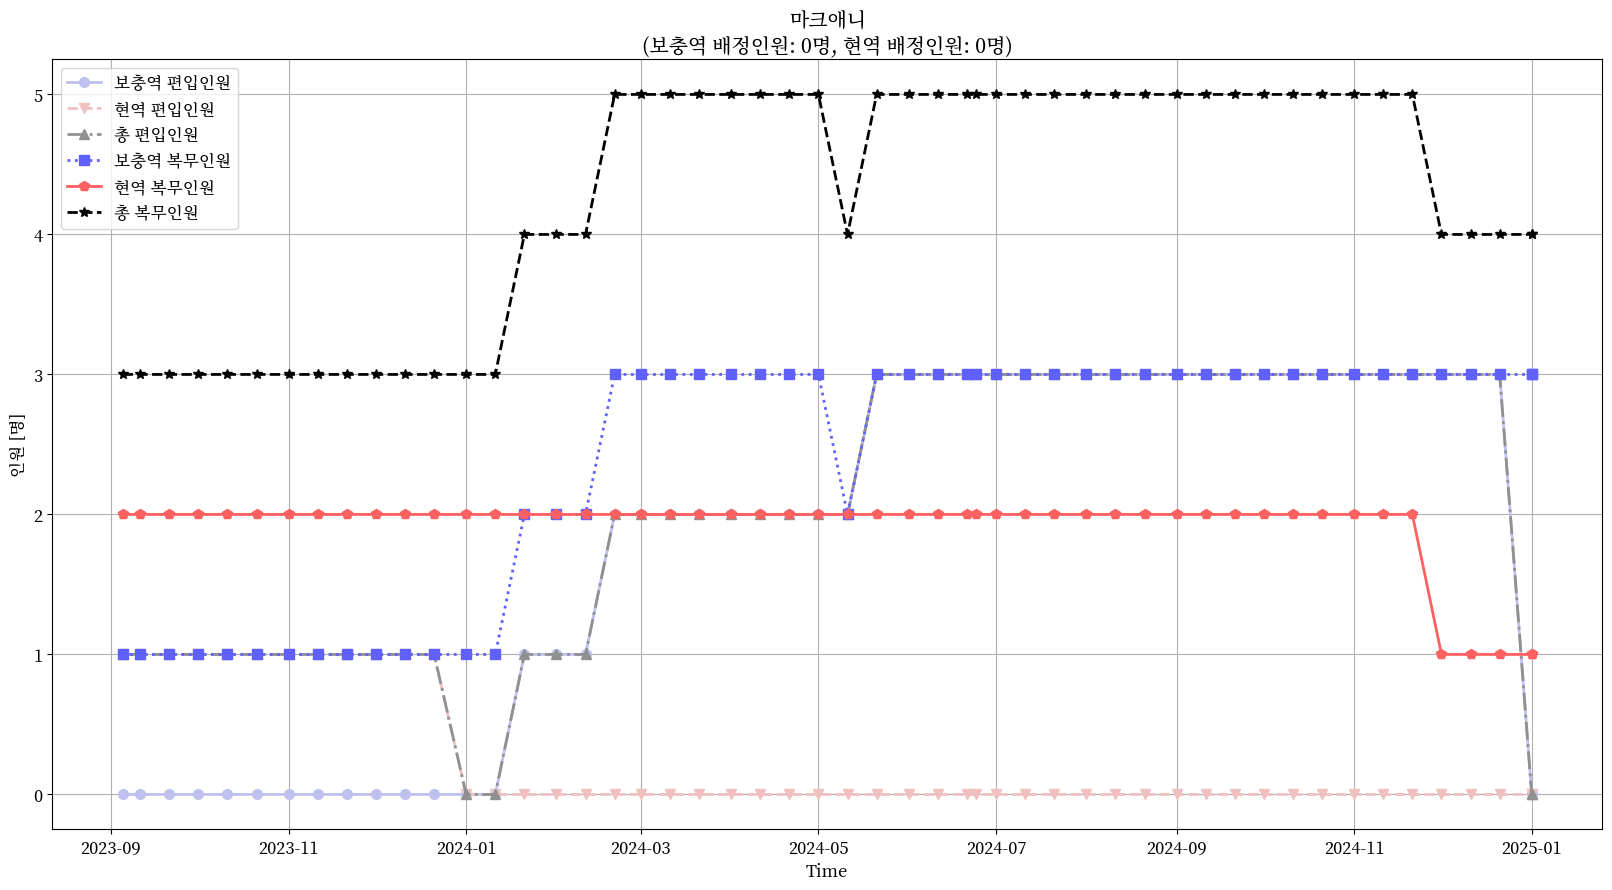 마크애니
(보충역 배정인원: 0명, 현역 배정인원: 0명)
보충역 편입인원
현역 편입인원
총 편입인원
보충역 복무인원
현역 복무인원
총 복무인원
5
4
3
2
1
0
인원 [명]
2023-09 2023-11 2024-01 2024-03 2024-05 2024-07 2024-09 2024-11 2025-01
Time